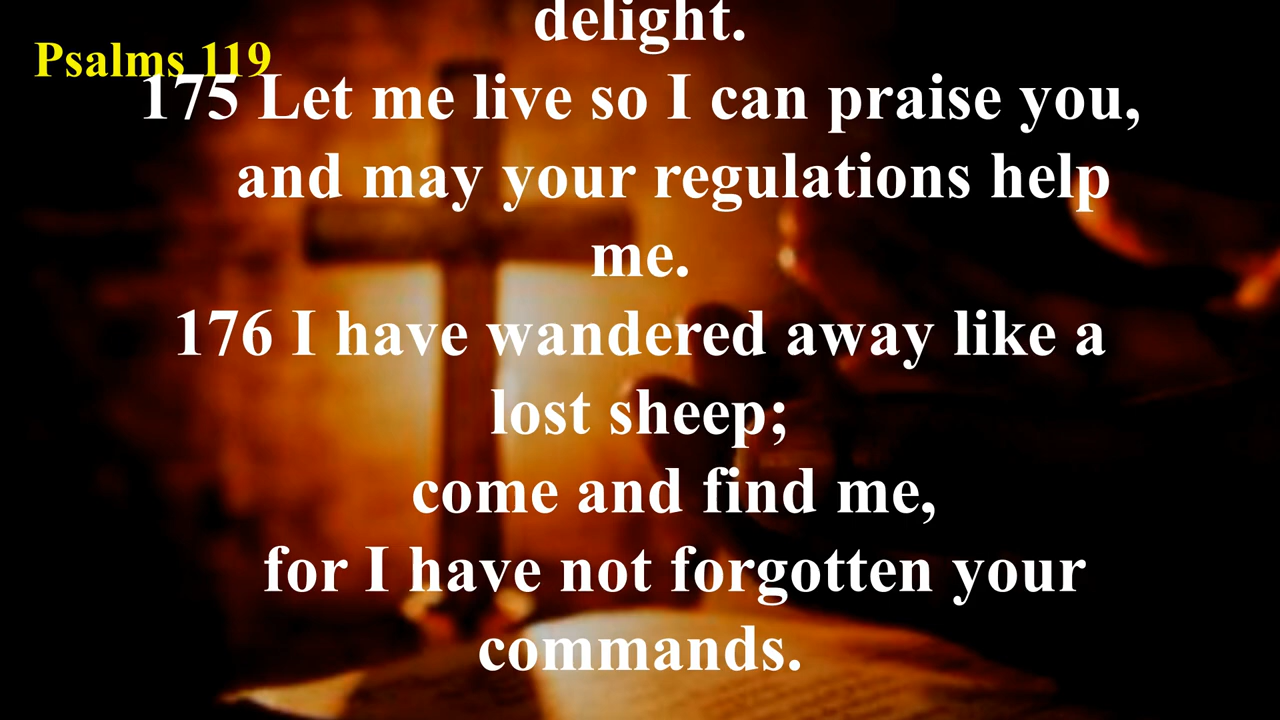 delight.
Psalms 119
175 Let me live so I can praise you,
and may your regulations help
me.
176 I have wandered away like a
lost sheep;
come and find me,
for I have not forgotten your
commands.